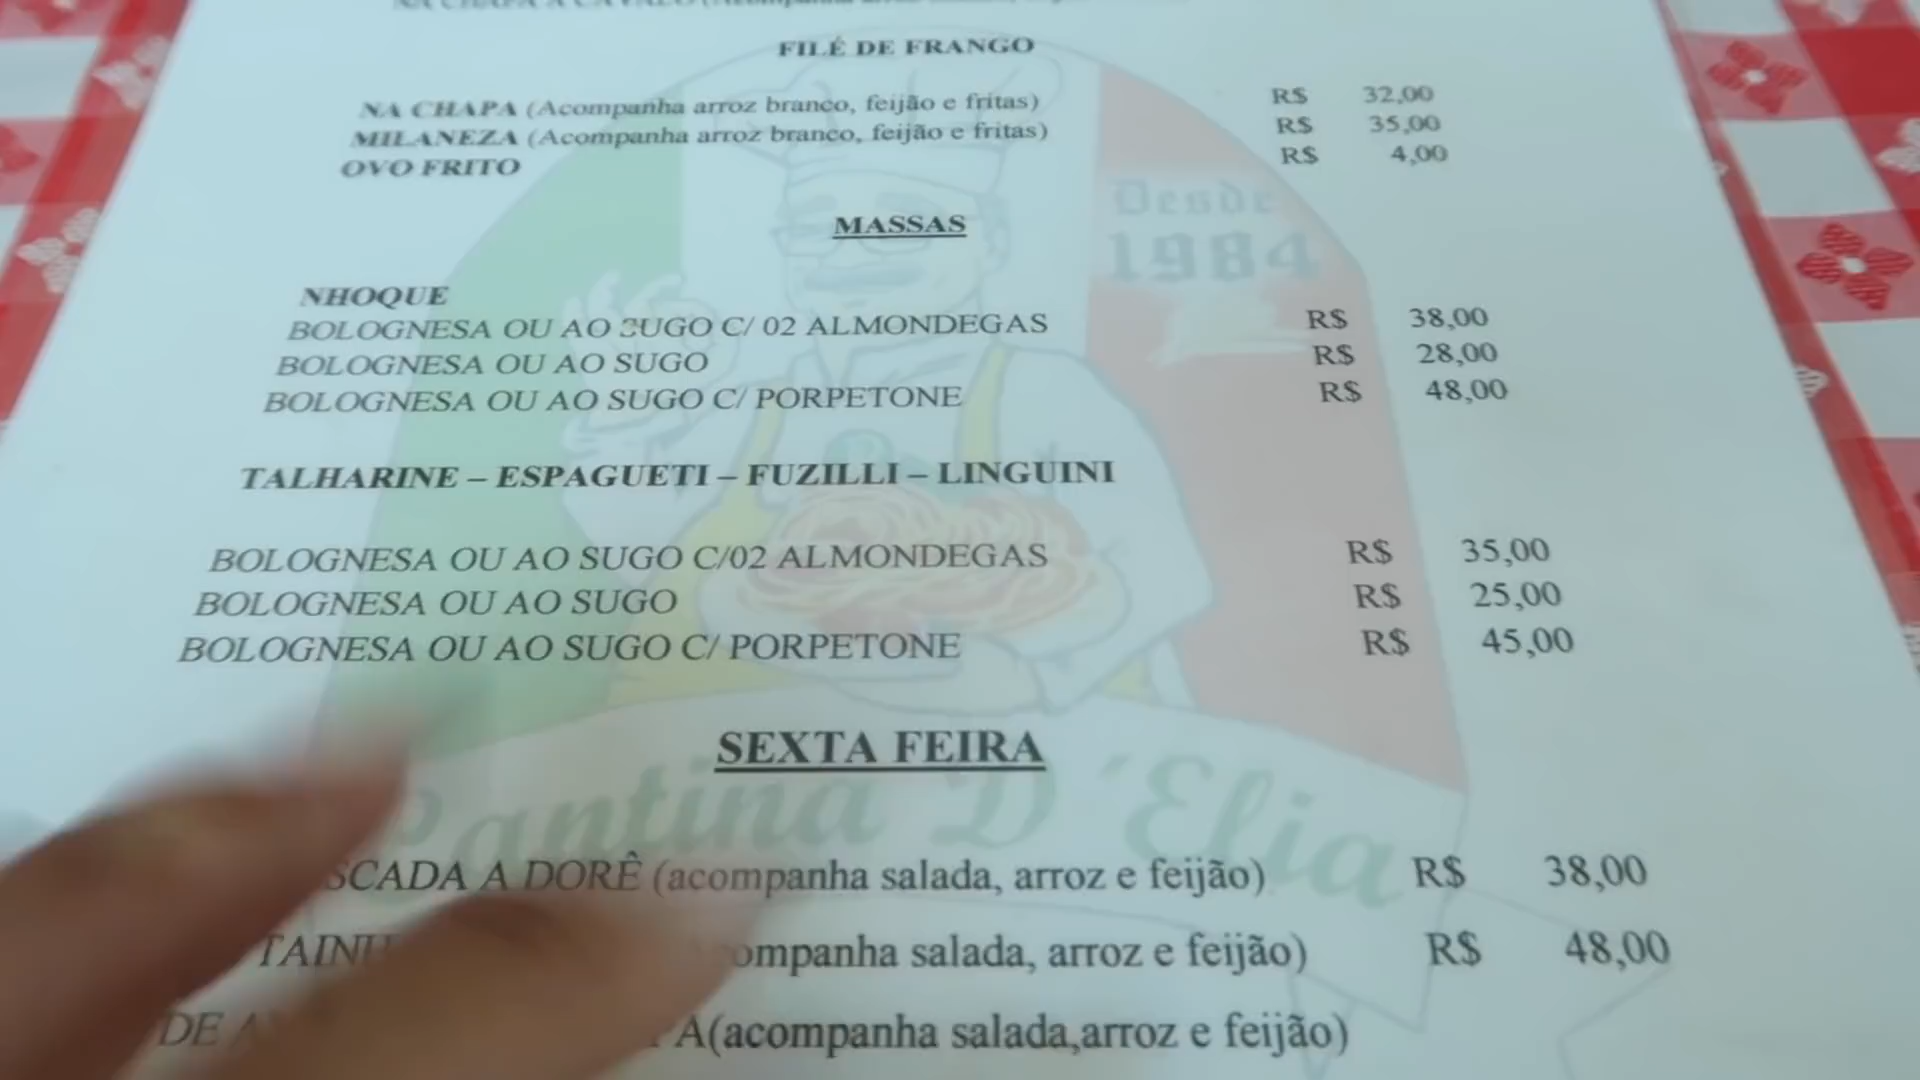 FILÉ DE FRANGO
NA CHAPA (Acompanha arroz branco, feijão e fritas) R$ 32,00
MILANEZA (Acompanha arroz branco, feijão e fritas) R$ 35,00
OVO FRITO R$ 4,00
Desde
1984
MASSAS
NHOQUE
BOLOGNESA OU AO SUGO C/ 02 ALMONDEGAS R$ 38,00
BOLOGNESA OU AO SUGO R$ 28,00
BOLOGNESA OU AO SUGO C/ PORPETONE R$ 48,00
TALHARINE – ESPAGUETI – FUZILLI – LINGUINI
BOLOGNESA OU AO SUGO C/02 ALMONDEGAS R$ 35,00
BOLOGNESA OU AO SUGO R$ 25,00
BOLOGNESA OU AO SUGO C/ PORPETONE R$ 45,00
SEXTA FEIRA
Cantina D'Elia
SCADA A DORÊ (acompanha salada, arroz e feijão) R$ 38,00
ompanha salada, arroz e feijão) R$ 48,00
DE A(acompanha salada,arroz e feijão)